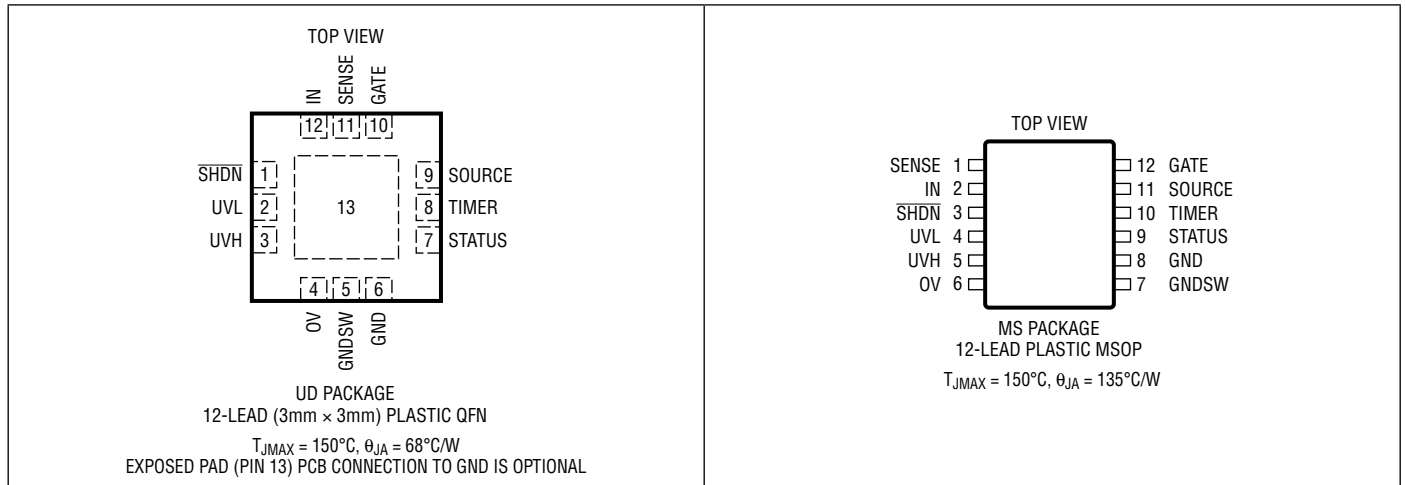 TOP VIEW
IN
SENSE
GATE
12 11 10
SHDN 1
UVL 2
UVH 3
13
9 SOURCE
8 TIMER
7 STATUS
4 5 6
OV
GNDSW
GND
UD PACKAGE
12-LEAD (3mm × 3mm) PLASTIC QFN
TJMAX = 150°C, θJA = 68°C/W
EXPOSED PAD (PIN 13) PCB CONNECTION TO GND IS OPTIONAL
TOP VIEW
SENSE 1
IN 2
SHDN 3
UVL 4
UVH 5
OV 6
12 GATE
11 SOURCE
10 TIMER
9 STATUS
8 GND
7 GNDSW
MS PACKAGE
12-LEAD PLASTIC MSOP
TJMAX = 150°C, θJA = 135°C/W